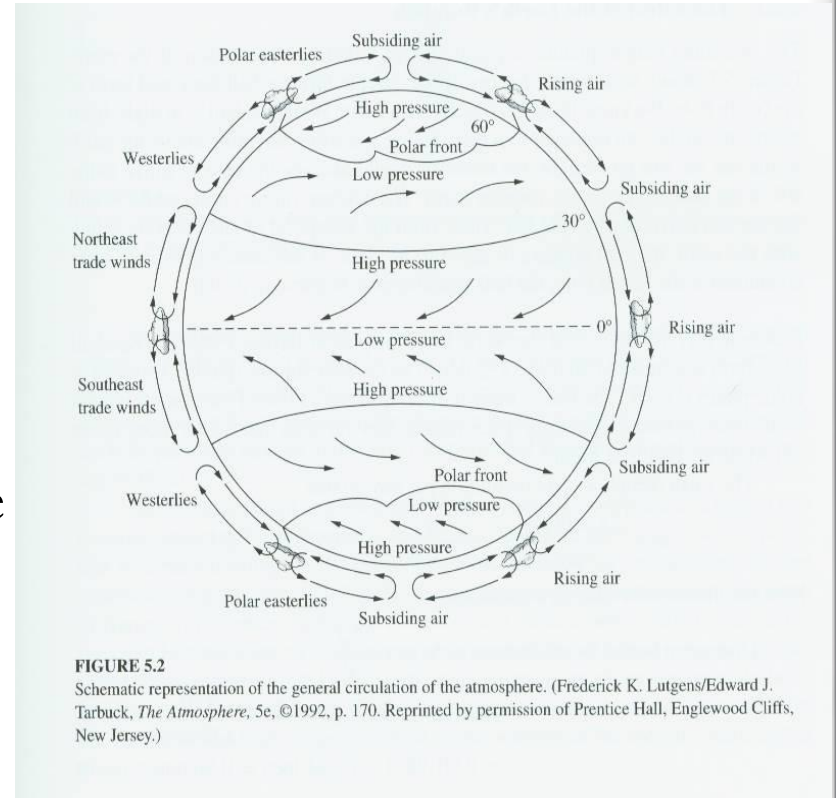 Subsiding air
Polar easterlies
Rising air
High pressure
60°
Polar front
Westerlies
Low pressure
Subsiding air
30°
Northeast
trade winds
High pressure
0°
Rising air
Low pressure
Southeast
trade winds
High pressure
Subsiding air
Polar front
Westerlies
Low pressure
High pressure
Rising air
Polar easterlies
Subsiding air
e
FIGURE 5.2
Schematic representation of the general circulation of the atmosphere. (Frederick K. Lutgens/Edward J.
Tarbuck, The Atmosphere, 5e, ©1992, p. 170. Reprinted by permission of Prentice Hall, Englewood Cliffs,
New Jersey.)